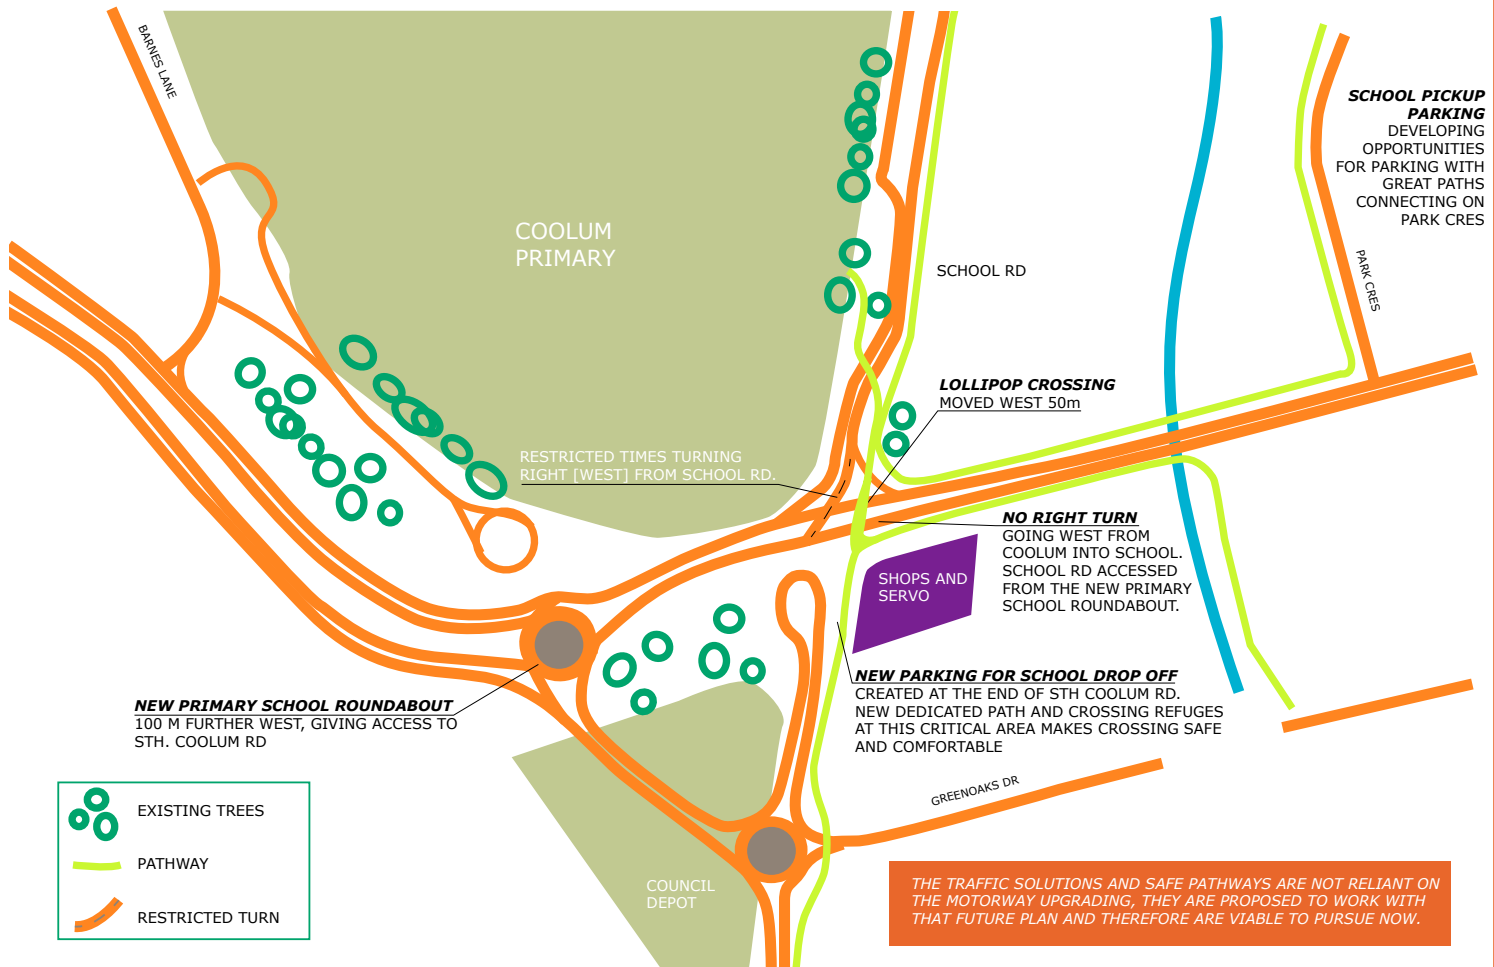 BARNES LANE
COOLUM
PRIMARY
SCHOOL PICKUP
PARKING
DEVELOPING
OPPORTUNITIES
FOR PARKING WITH
GREAT PATHS
CONNECTING ON
PARK CRES
SCHOOL RD
PARK CRES
LOLLIPOP CROSSING
MOVED WEST 50m
RESTRICTED TIMES TURNING
RIGHT [WEST] FROM SCHOOL RD.
NO RIGHT TURN
GOING WEST FROM
COOLUM INTO SCHOOL.
SCHOOL RD ACCESSED
FROM THE NEW PRIMARY
SCHOOL ROUNDABOUT.
SHOPS AND
SERVO
NEW PARKING FOR SCHOOL DROP OFF
CREATED AT THE END OF STH COOLUM RD.
NEW DEDICATED PATH AND CROSSING REFUGES
AT THIS CRITICAL AREA MAKES CROSSING SAFE
AND COMFORTABLE
NEW PRIMARY SCHOOL ROUNDABOUT
100 M FURTHER WEST, GIVING ACCESS TO
STH. COOLUM RD
GREENOAKS DR
EXISTING TREES
PATHWAY
RESTRICTED TURN
COUNCIL
DEPOT
THE TRAFFIC SOLUTIONS AND SAFE PATHWAYS ARE NOT RELIANT ON
THE MOTORWAY UPGRADING, THEY ARE PROPOSED TO WORK WITH
THAT FUTURE PLAN AND THEREFORE ARE VIABLE TO PURSUE NOW.